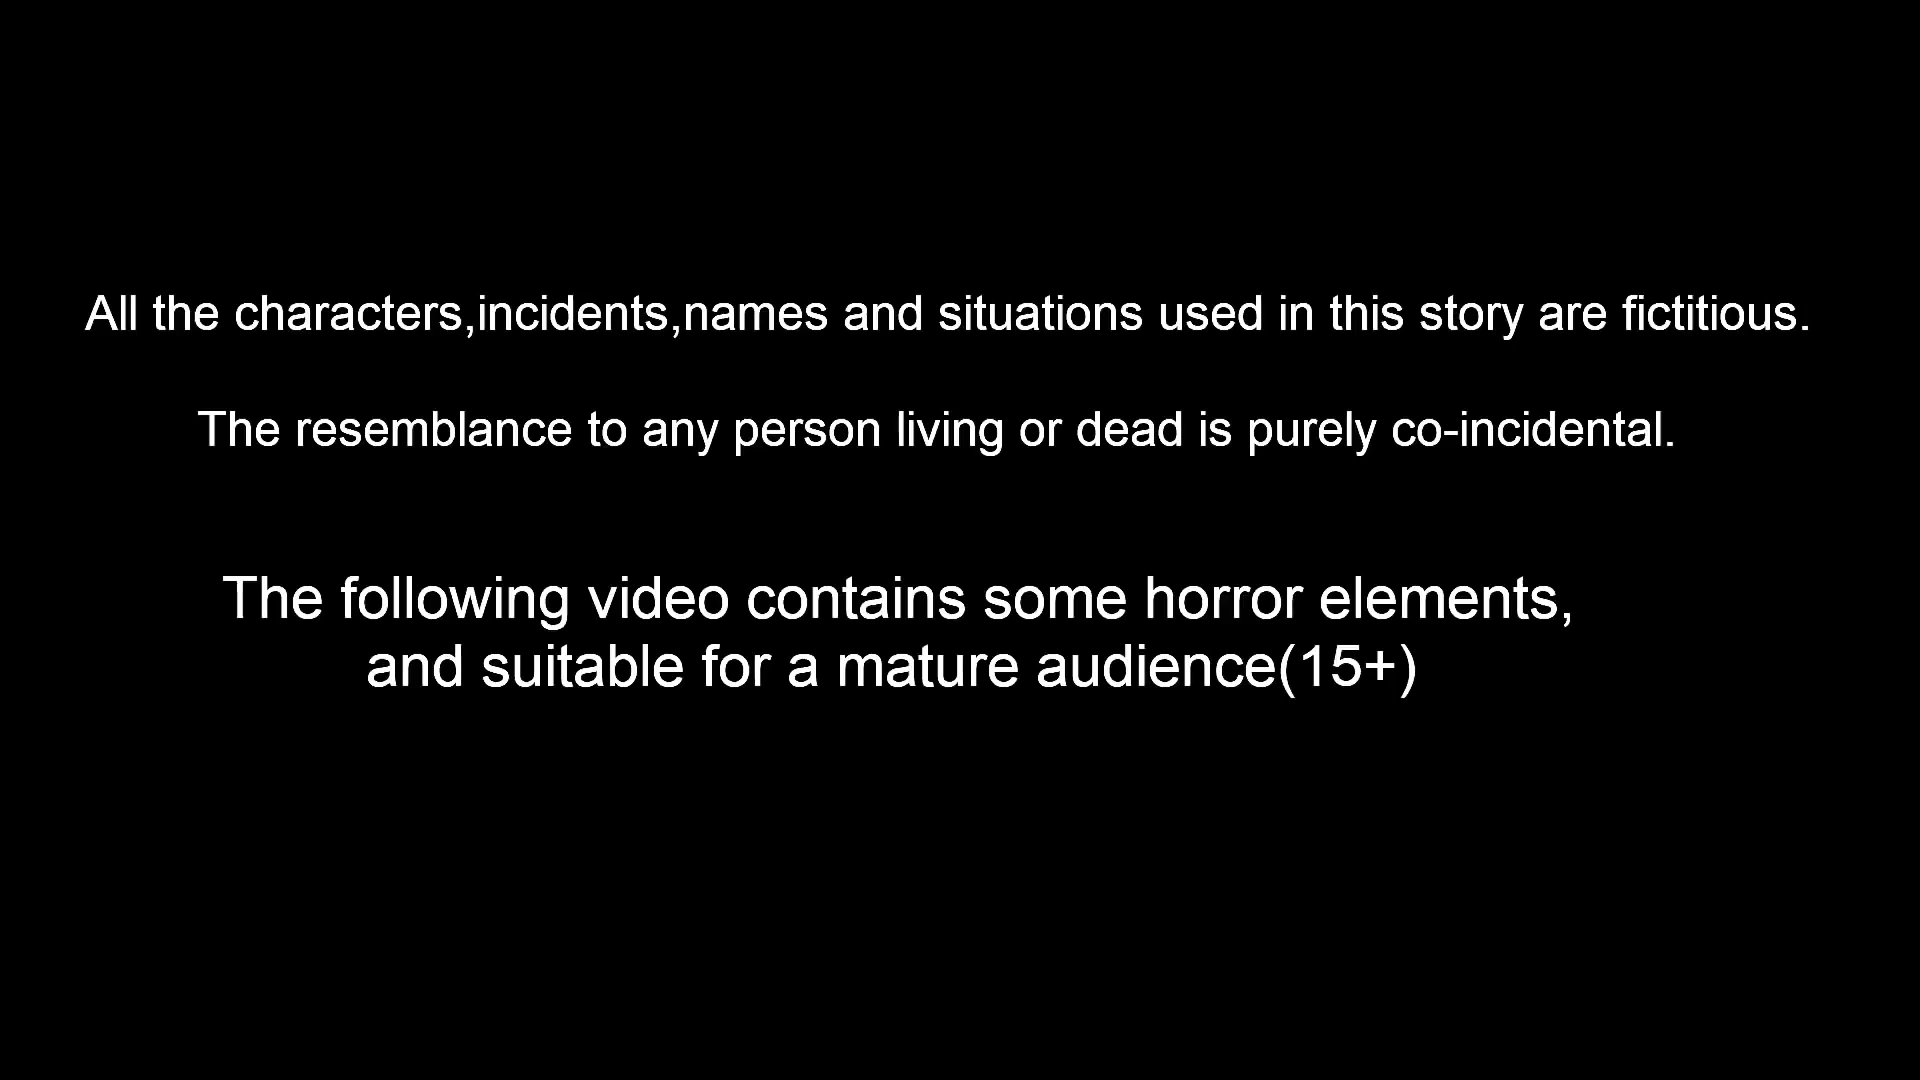 All the characters,incidents,names and situations used in this story are fictitious.
The resemblance to any person living or dead is purely co-incidental.
The following video contains some horror elements,
and suitable for a mature audience(15+)